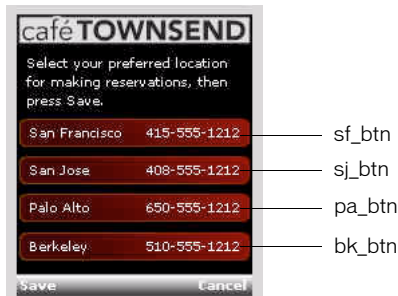 café TOWNSEND
Select your preferred location
for making reservations, then
press Save.
San Francisco 415-555-1212 sf_btn
San Jose 408-555-1212 sj_btn
Palo Alto 650-555-1212 pa_btn
Berkeley 510-555-1212 bk_btn
Save Cancel